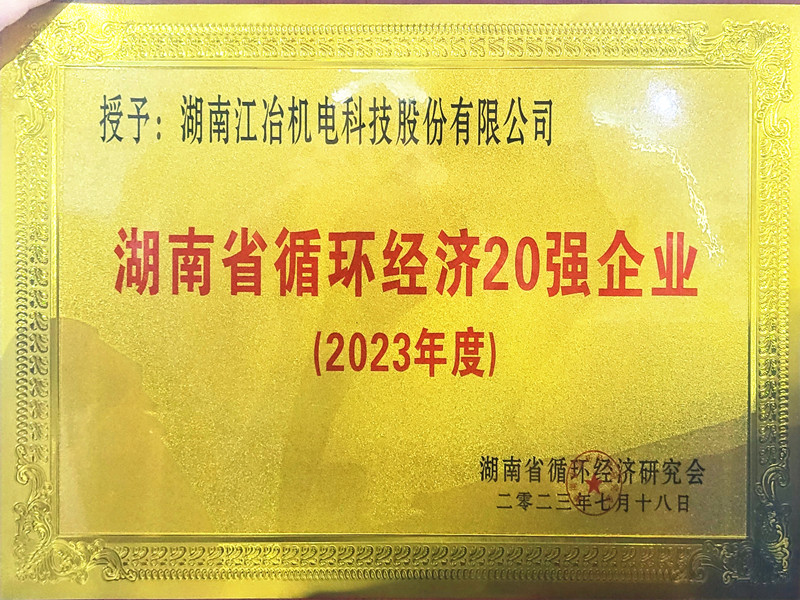 授予：湖南江冶机电科技股份有限公司
湖南省循环经济20强企业
(2023年度)
湖南省循环经济研究会
二零二三年七月十八日